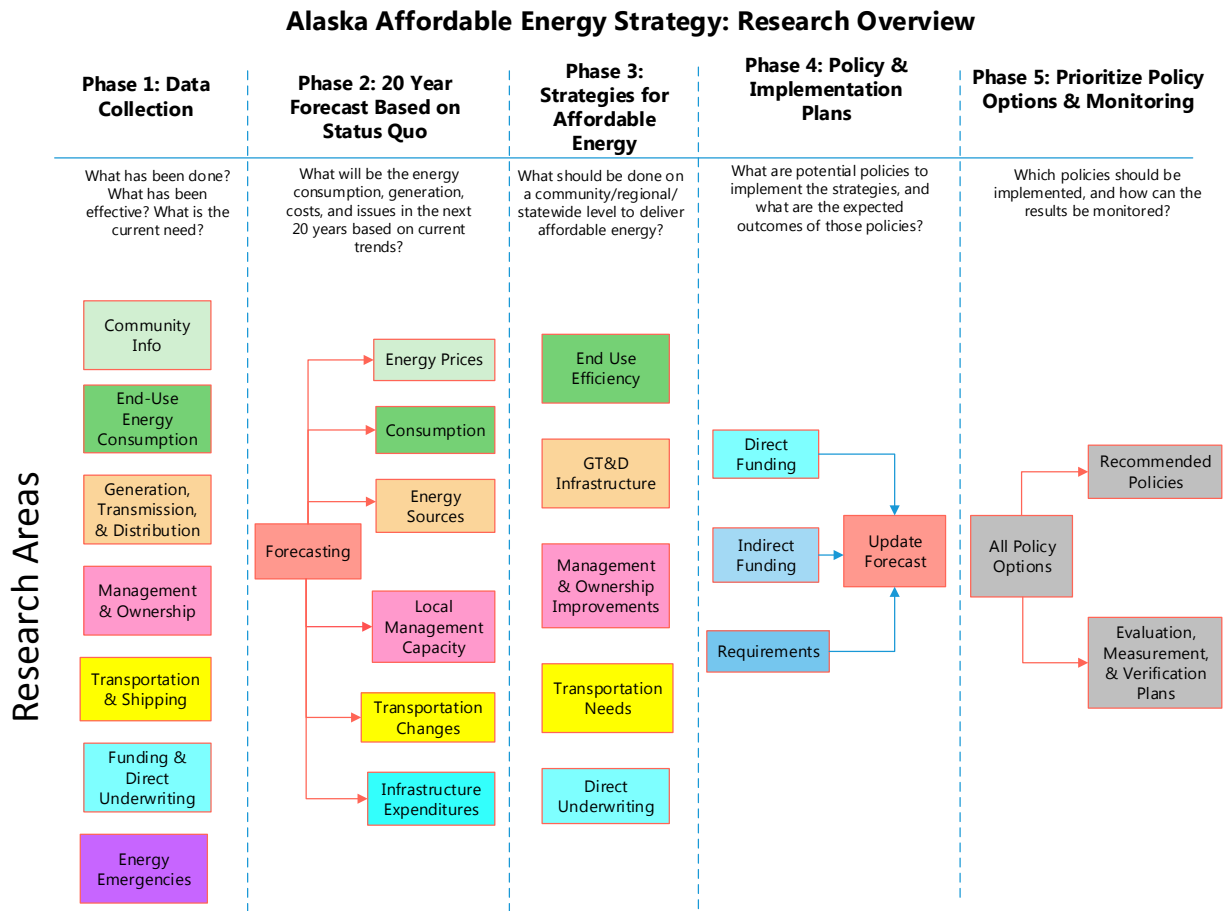 Alaska Affordable Energy Strategy: Research Overview
Phase 1: Data
Collection
Phase 2: 20 Year
Forecast Based on
Status Quo
Phase 3:
Strategies for
Affordable
Energy
Phase 4: Policy &
Implementation
Plans
Phase 5: Prioritize Policy
Options & Monitoring
What has been done?
What has been
effective? What is the
current need?
What will be the energy
consumption, generation,
costs, and issues in the next
20 years based on current
trends?
What should be done on
a community/regional/
statewide level to deliver
affordable energy?
What are potential policies to
implement the strategies, and
what are the expected
outcomes of those policies?
Which policies should be
implemented, and how can the
results be monitored?
Research Areas
Community
Info
End-Use
Energy
Consumption
Generation,
Transmission,
& Distribution
Management
& Ownership
Transportation
& Shipping
Funding &
Direct
Underwriting
Energy
Emergencies
Forecasting
Energy Prices
Consumption
Energy
Sources
Local
Management
Capacity
Transportation
Changes
Infrastructure
Expenditures
End Use
Efficiency
GT&D
Infrastructure
Management
& Ownership
Improvements
Transportation
Needs
Direct
Underwriting
Direct
Funding
Indirect
Funding
Requirements
Update
Forecast
All Policy
Options
Recommended
Policies
Evaluation,
Measurement,
& Verification
Plans